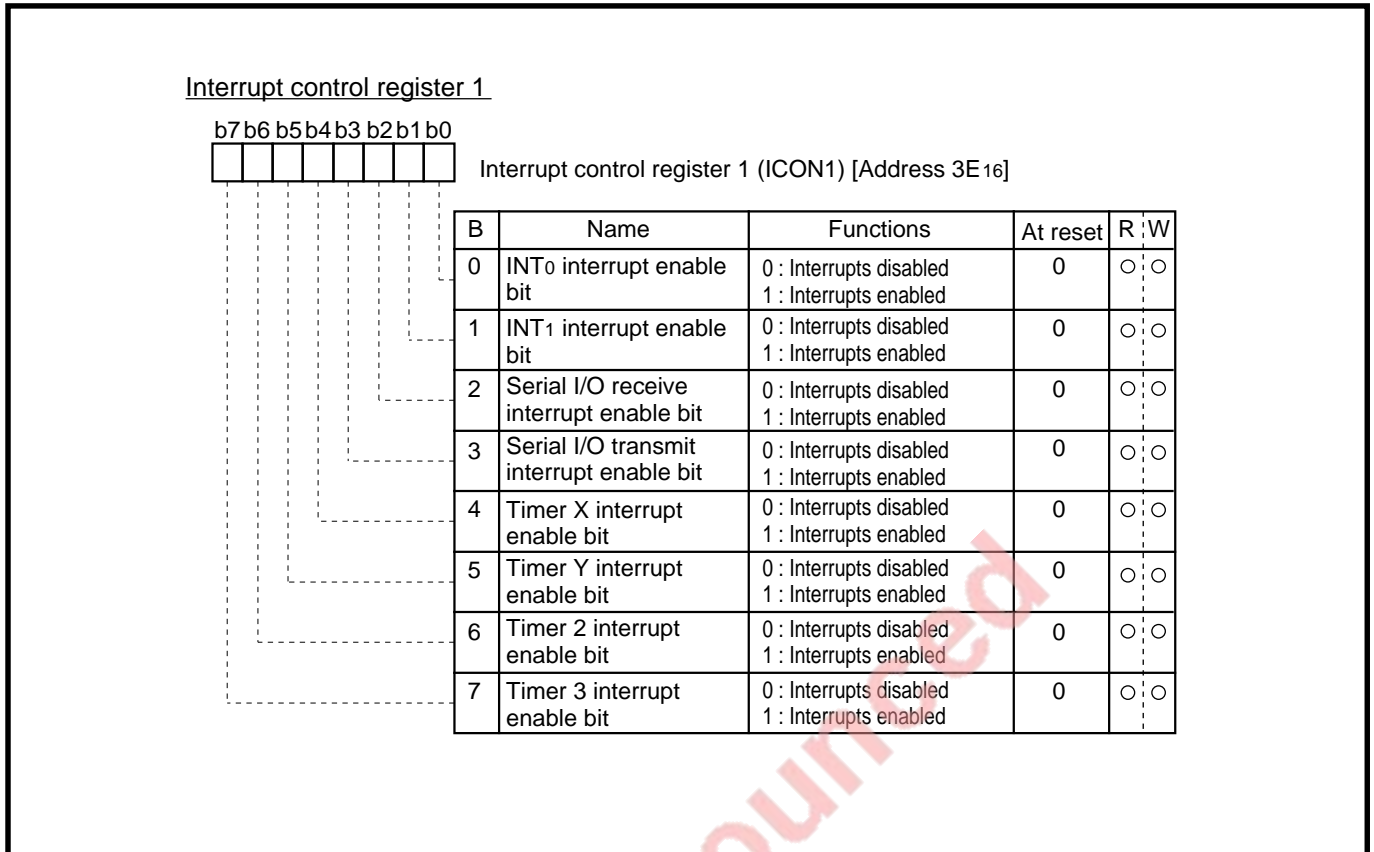 Interrupt control register 1
b7 b6 b5 b4 b3 b2 b1 b0
Interrupt control register 1 (ICON1) [Address 3E16]
B Name Functions At reset R W
0 INT0 interrupt enable bit 0 : Interrupts disabled 1 : Interrupts enabled 0 ○ ○
1 INT1 interrupt enable bit 0 : Interrupts disabled 1 : Interrupts enabled 0 ○ ○
2 Serial I/O receive interrupt enable bit 0 : Interrupts disabled 1 : Interrupts enabled 0 ○ ○
3 Serial I/O transmit interrupt enable bit 0 : Interrupts disabled 1 : Interrupts enabled 0 ○ ○
4 Timer X interrupt enable bit 0 : Interrupts disabled 1 : Interrupts enabled 0 ○ ○
5 Timer Y interrupt enable bit 0 : Interrupts disabled 1 : Interrupts enabled 0 ○ ○
6 Timer 2 interrupt enable bit 0 : Interrupts disabled 1 : Interrupts enabled 0 ○ ○
7 Timer 3 interrupt enable bit 0 : Interrupts disabled 1 : Interrupts enabled 0 ○ ○